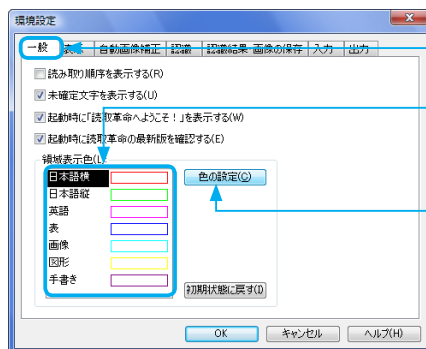 環境設定
一般 表示 自動画像補正 認識 認識結果 画像の保存 入力 出力
読み取り順序を表示する(R)
未確定文字を表示する(U)
起動時に「読取革命へようこそ！」を表示する(W)
起動時に読取革命の最新版を確認する(E)
領域表示色(L)
日本語横
色の設定(C)
日本語縦
英語
表
画像
図形
手書き
初期状態に戻す(I)
OK キャンセル ヘルプ(H)